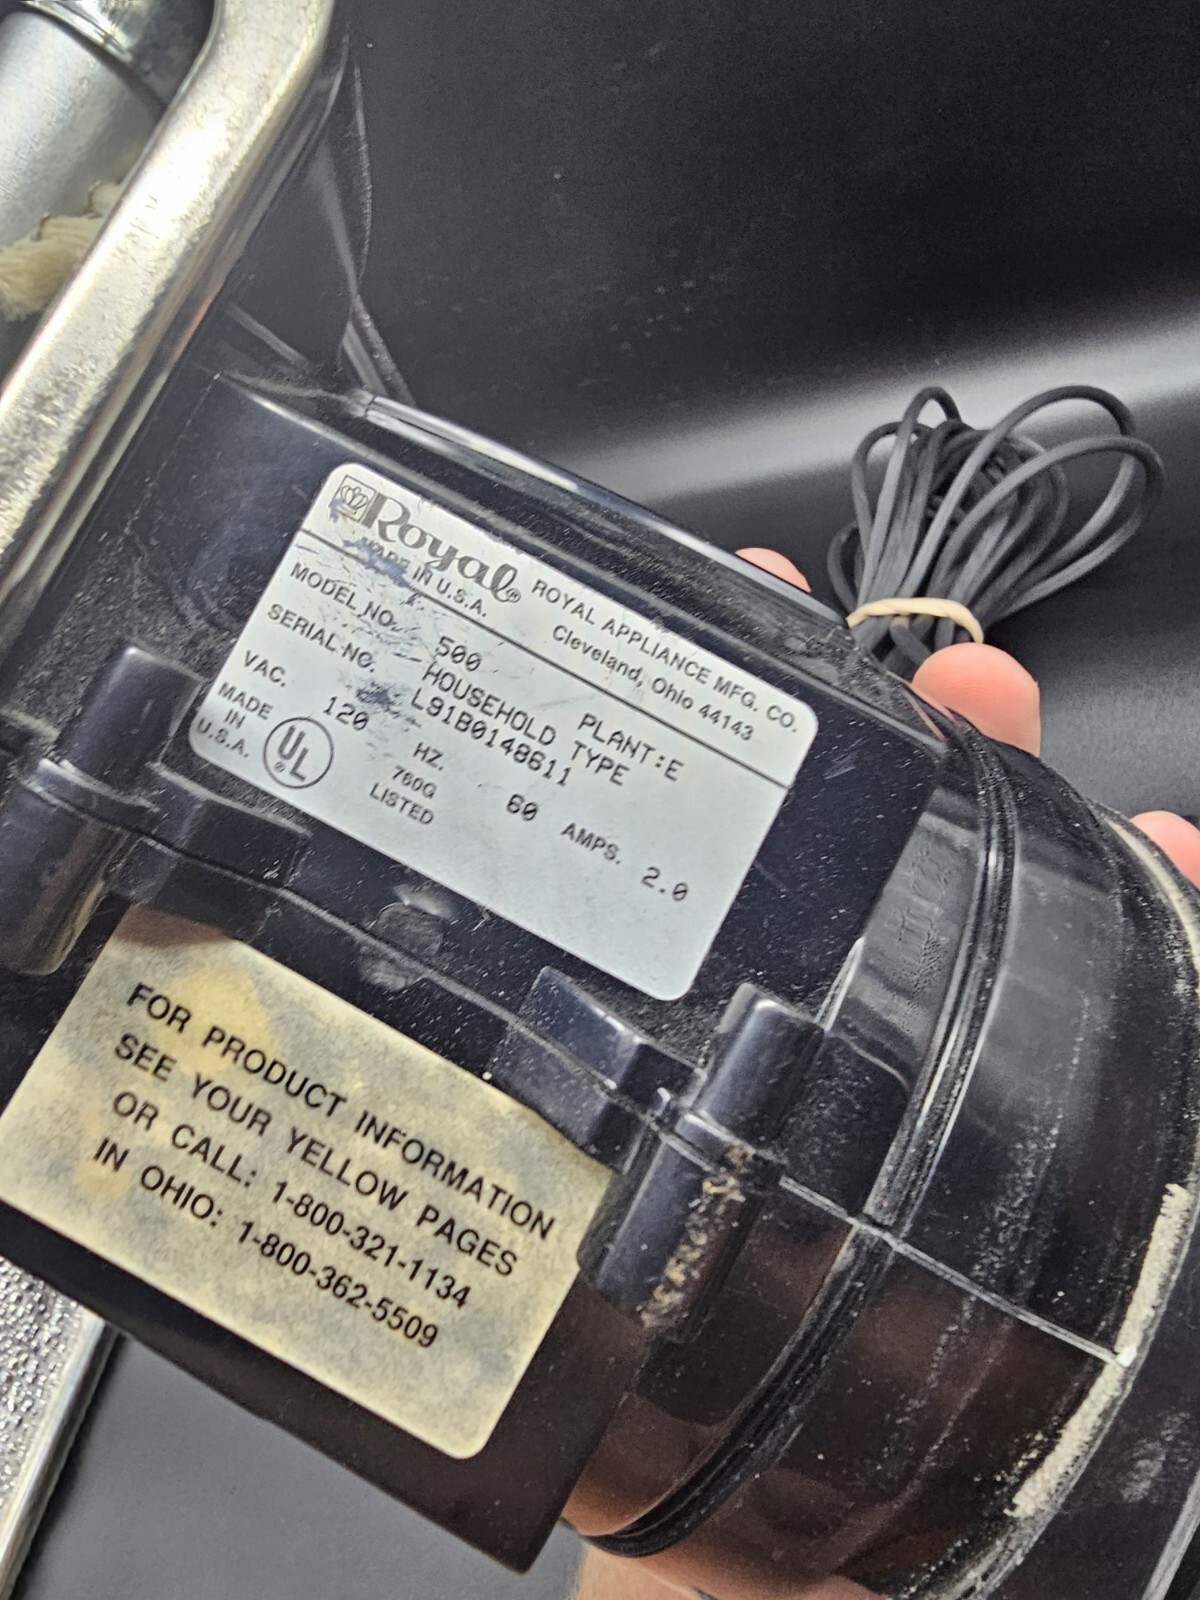 Royal®
MADE IN U.S.A.
ROYAL APPLIANCE MFG. CO.
Cleveland, Ohio 44143
MODEL NO. 500 PLANT:E
HOUSEHOLD TYPE
SERIAL NO. L91B0148611
VAC. 120 HZ. 60 AMPS. 2.0
MADE
IN
U.S.A.
UL®
760G
LISTED
FOR PRODUCT INFORMATION
SEE YOUR YELLOW PAGES
OR CALL: 1-800-321-1134
IN OHIO: 1-800-362-5509